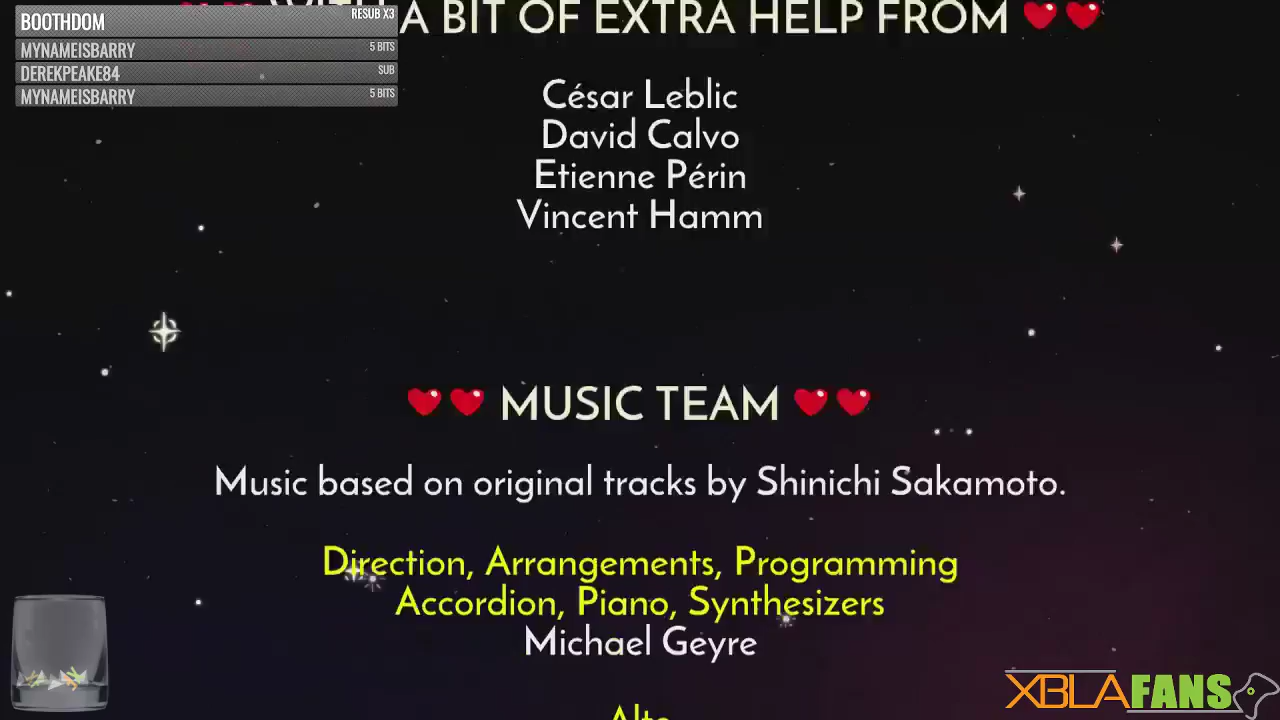 BOOTHDOM RESUB X3
MYNAMEISBARRY 5 BITS
DEREKPEAKE84 SUB
MYNAMEISBARRY 5 BITS
WITH A BIT OF EXTRA HELP FROM
César Leblic
David Calvo
Etienne Périn
Vincent Hamm
MUSIC TEAM
Music based on original tracks by Shinichi Sakamoto.
Direction, Arrangements, Programming
Accordion, Piano, Synthesizers
Michael Geyre
Alto
XBLAFANS